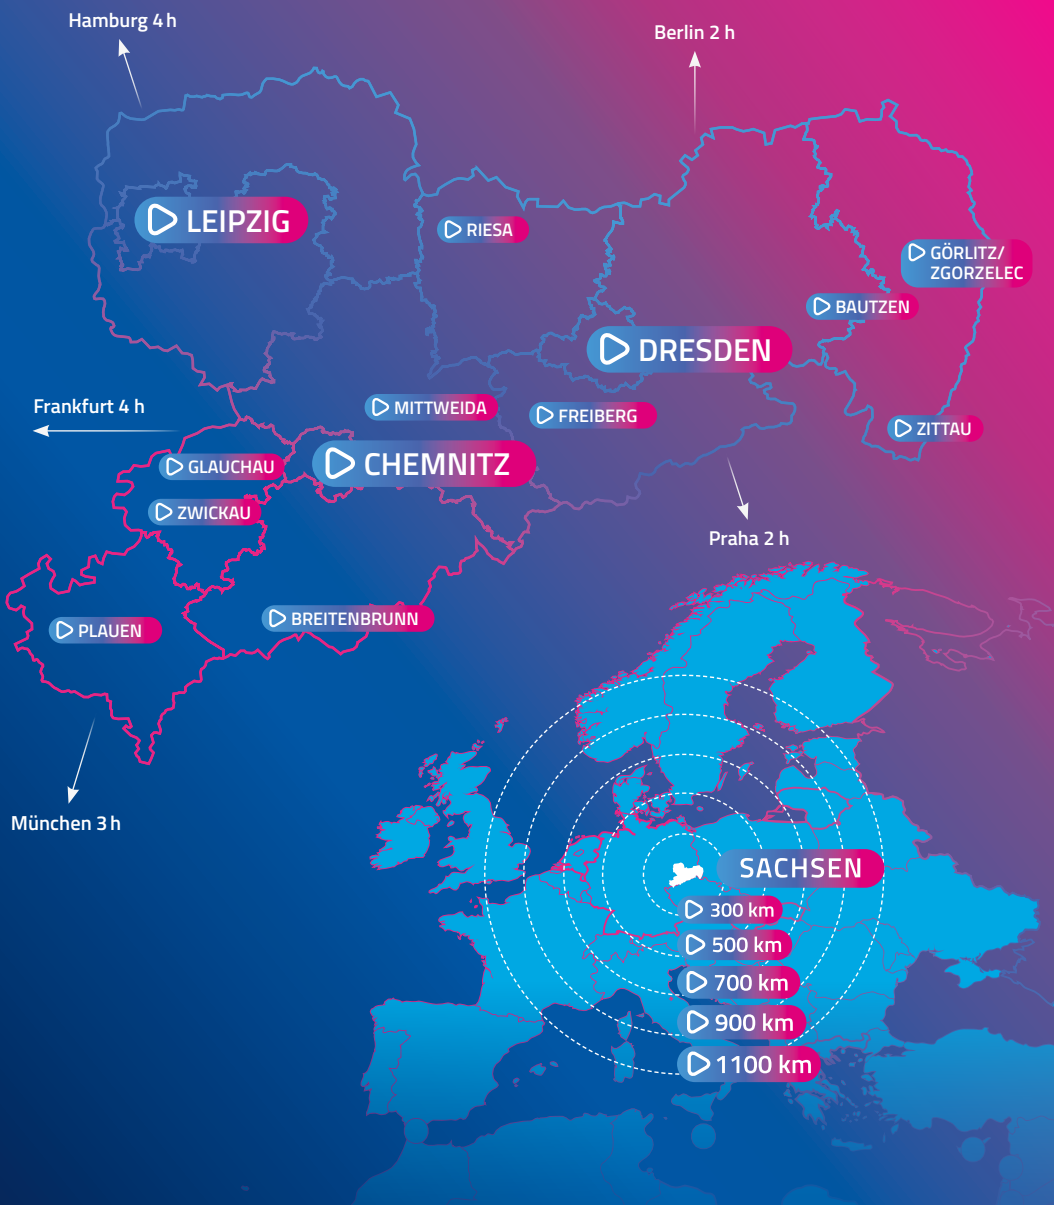 Hamburg 4 h
Berlin 2 h
LEIPZIG
RIESA
GÖRLITZ/
ZGORZELEC
BAUTZEN
DRESDEN
Frankfurt 4 h
MITTWEIDA
FREIBERG
ZITTAU
CHEMNITZ
GLAUCHAU
ZWICKAU
Praha 2 h
BREITENBRUNN
PLAUEN
München 3 h
SACHSEN
300 km
500 km
700 km
900 km
1100 km